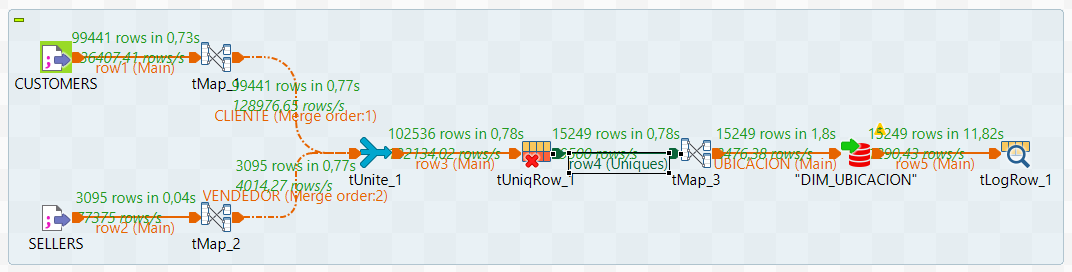 99441 rows in 0,73s
row1 (Main)
CUSTOMERS
tMap_1
99441 rows in 0,77s
128976,65 rows/s
CLIENTE (Merge order:1)
102536 rows in 0,78s
row3 (Main)
tUnite_1
tUniqRow_1
15249 rows in 0,78s
row4 (Uniques)
tMap_3
15249 rows in 1,8s
8476,38 rows/s
UBICACION (Main)
"DIM_UBICACION"
15249 rows in 11,82s
row5 (Main)
tLogRow_1
3095 rows in 0,77s
4014,27 rows/s
VENDEDOR (Merge order:2)
3095 rows in 0,04s
77375 rows/s
row2 (Main)
SELLERS
tMap_2